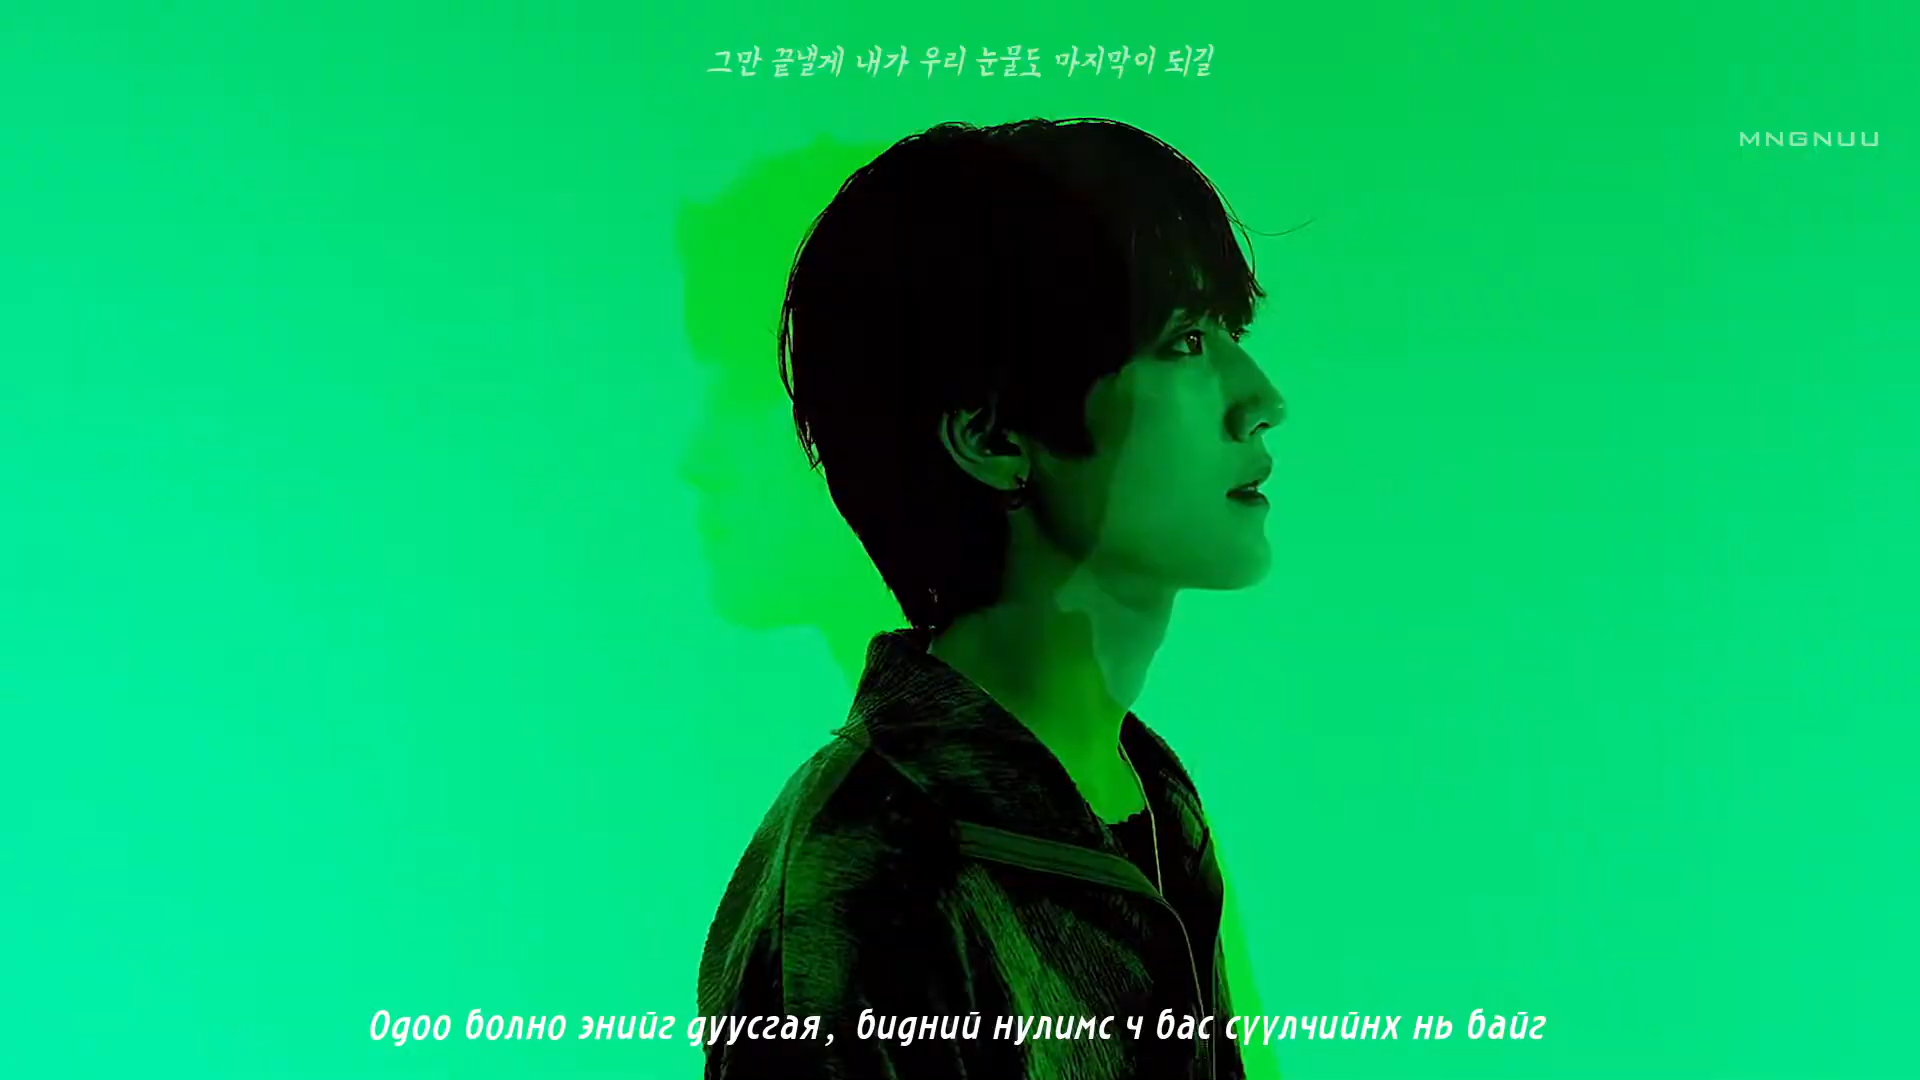 그만 끝낼게 내가 우리 눈물도 마지막이 되길
MNGNUU
Одоо болно энийг дуусгая, бидний нулимс ч бас сүүлчийнх нь байг